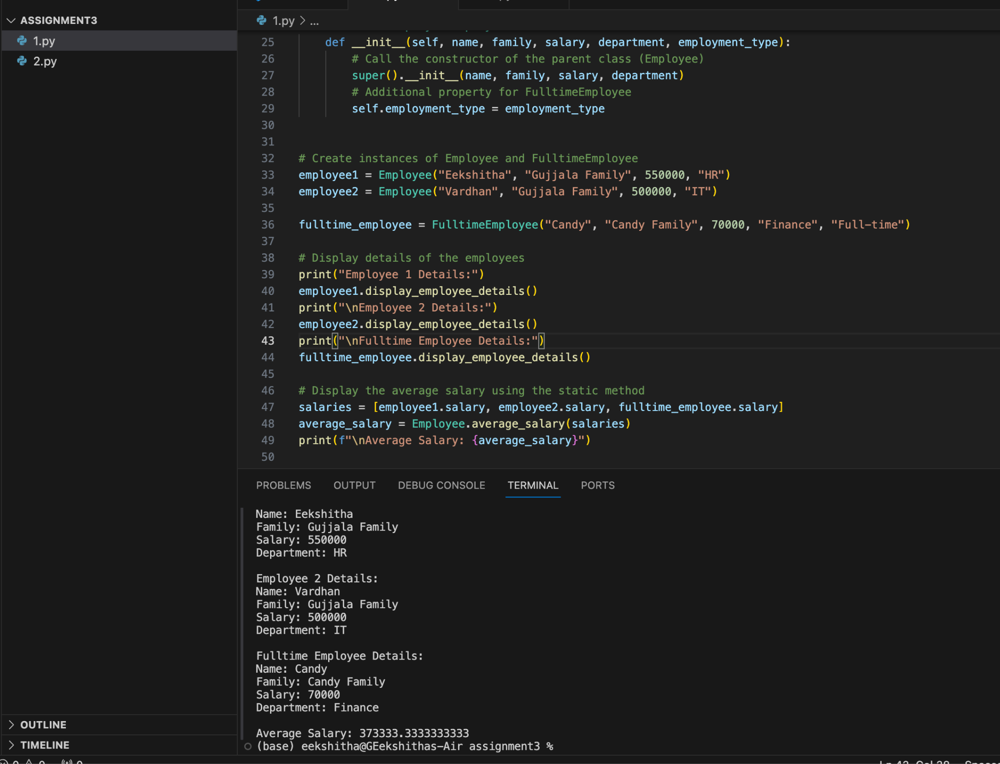 ASSIGNMENT3
1.py
2.py
OUTLINE
TIMELINE
1.py > ...
25 def __init__(self, name, family, salary, department, employment_type):
26 # Call the constructor of the parent class (Employee)
27 super().__init__(name, family, salary, department)
28 # Additional property for FulltimeEmployee
29 self.employment_type = employment_type
30
31
32 # Create instances of Employee and FulltimeEmployee
33 employee1 = Employee("Eekshitha", "Gujjala Family", 550000, "HR")
34 employee2 = Employee("Vardhan", "Gujjala Family", 500000, "IT")
35
36 fulltime_employee = FulltimeEmployee("Candy", "Candy Family", 70000, "Finance", "Full-time")
37
38 # Display details of the employees
39 print("Employee 1 Details:")
40 employee1.display_employee_details()
41 print("\nEmployee 2 Details:")
42 employee2.display_employee_details()
43 print("\nFulltime Employee Details:")
44 fulltime_employee.display_employee_details()
45
46 # Display the average salary using the static method
47 salaries = [employee1.salary, employee2.salary, fulltime_employee.salary]
48 average_salary = Employee.average_salary(salaries)
49 print(f"\nAverage Salary: {average_salary}")
50
PROBLEMS OUTPUT DEBUG CONSOLE TERMINAL PORTS
Name: Eekshitha
Family: Gujjala Family
Salary: 550000
Department: HR
Employee 2 Details:
Name: Vardhan
Family: Gujjala Family
Salary: 500000
Department: IT
Fulltime Employee Details:
Name: Candy
Family: Candy Family
Salary: 70000
Department: Finance
Average Salary: 373333.3333333333
(base) eekshitha@GEekshithas-Air assignment3 %